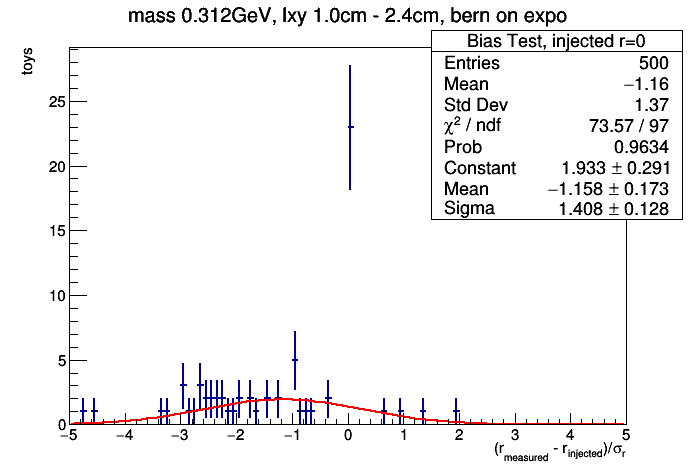 mass 0.312GeV, lxy 1.0cm - 2.4cm, bern on expo
toys
Bias Test, injected r=0
Entries 500
Mean −1.16
Std Dev 1.37
χ² / ndf 73.57 / 97
Prob 0.9634
Constant 1.933 ± 0.291
Mean −1.158 ± 0.173
Sigma 1.408 ± 0.128
25
20
15
10
5
0
−5 −4 −3 −2 −1 0 1 2 3 4 5
(r_measured - r_injected)/σ_r